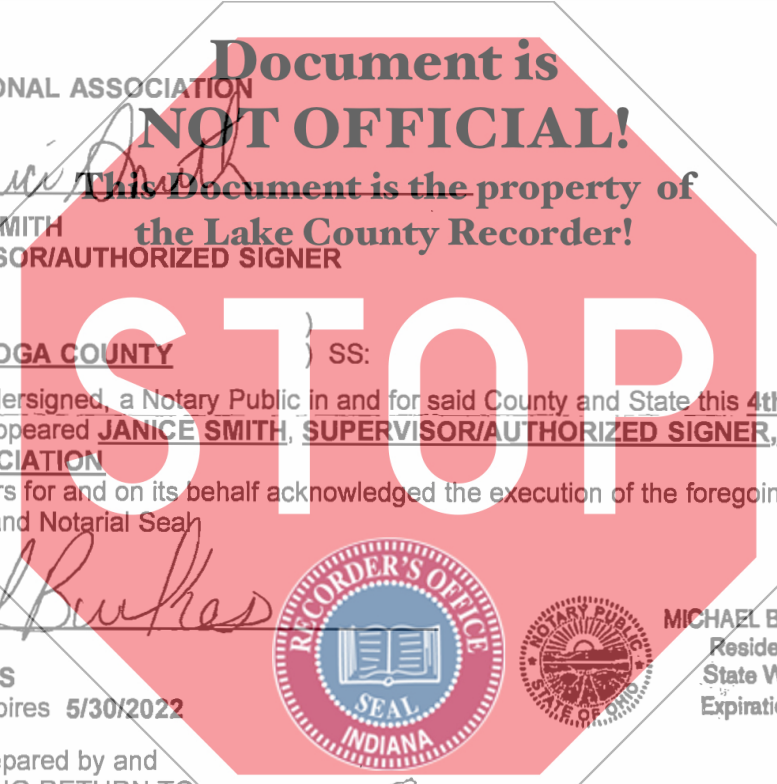 Document is
ONAL ASSOCIATION
NOT OFFICIAL!
This Document is the property of
MITH
the Lake County Recorder!
SOR/AUTHORIZED SIGNER
STOP
)
OGA COUNTY ) SS:
dersigned, a Notary Public in and for said County and State this 4th
ppeared JANICE SMITH, SUPERVISOR/AUTHORIZED SIGNER,
CIATION
rs for and on its behalf acknowledged the execution of the foregoin
and Notarial Seal
RECORDER'S OFFICE
SEAL
INDIANA
NOTARY PUBLIC
STATE OF OHIO
MICHAEL B
Reside
State W
Expirati
S
pires 5/30/2022
epared by and
RETURN TO